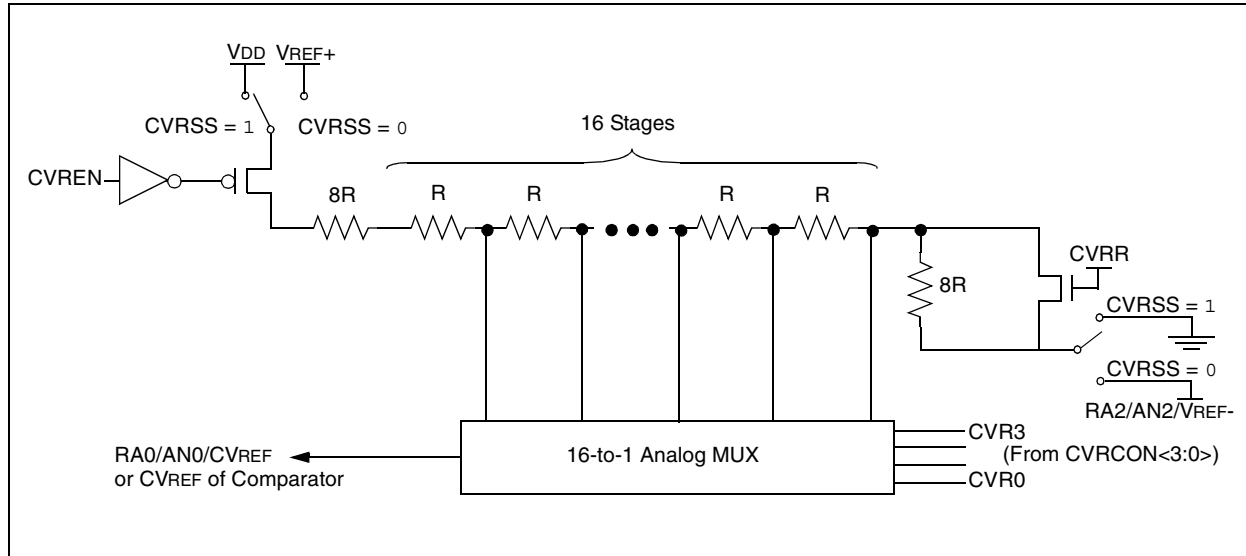 VDD VREF+
CVRSS = 1 CVRSS = 0
16 Stages
CVREN
8R R R R R
CVRR
8R
CVRSS = 1
CVRSS = 0
RA2/AN2/VREF-
16-to-1 Analog MUX
CVR3
(From CVRCON<3:0>)
CVR0
RA0/AN0/CVREF
or CVREF of Comparator